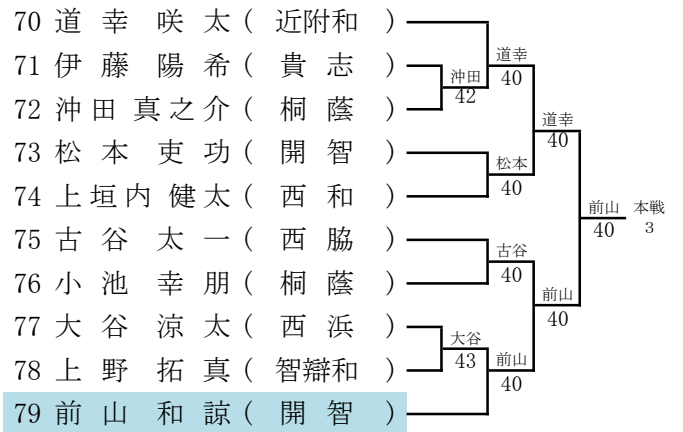 70 道 幸 咲 太 ( 近附和 )
71 伊 藤 陽 希 ( 貴 志 )
72 沖 田 真 之 介 ( 桐 蔭 )
73 松 本 吏 功 ( 開 智 )
74 上 垣 内 健 太 ( 西 和 )
75 古 谷 太 一 ( 西 脇 )
76 小 池 幸 朋 ( 桐 蔭 )
77 大 谷 涼 太 ( 西 浜 )
78 上 野 拓 真 ( 智辯和 )
79 前 山 和 諒 ( 開 智 )
沖田
42
大谷
43
道幸
40
松本
40
古谷
40
前山
40
道幸
40
前山
40
前山
40
本戦
3